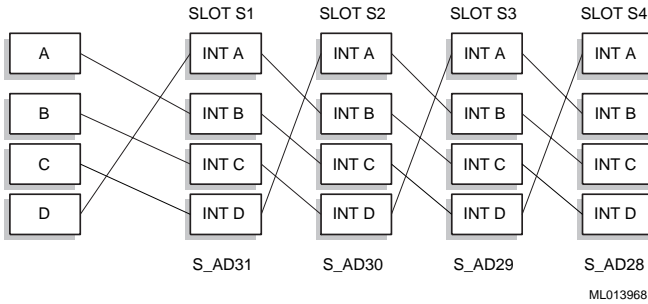 SLOT S1 SLOT S2 SLOT S3 SLOT S4
A INT A INT A INT A INT A
B INT B INT B INT B INT B
C INT C INT C INT C INT C
D INT D INT D INT D INT D
S_AD31 S_AD30 S_AD29 S_AD28
ML013968